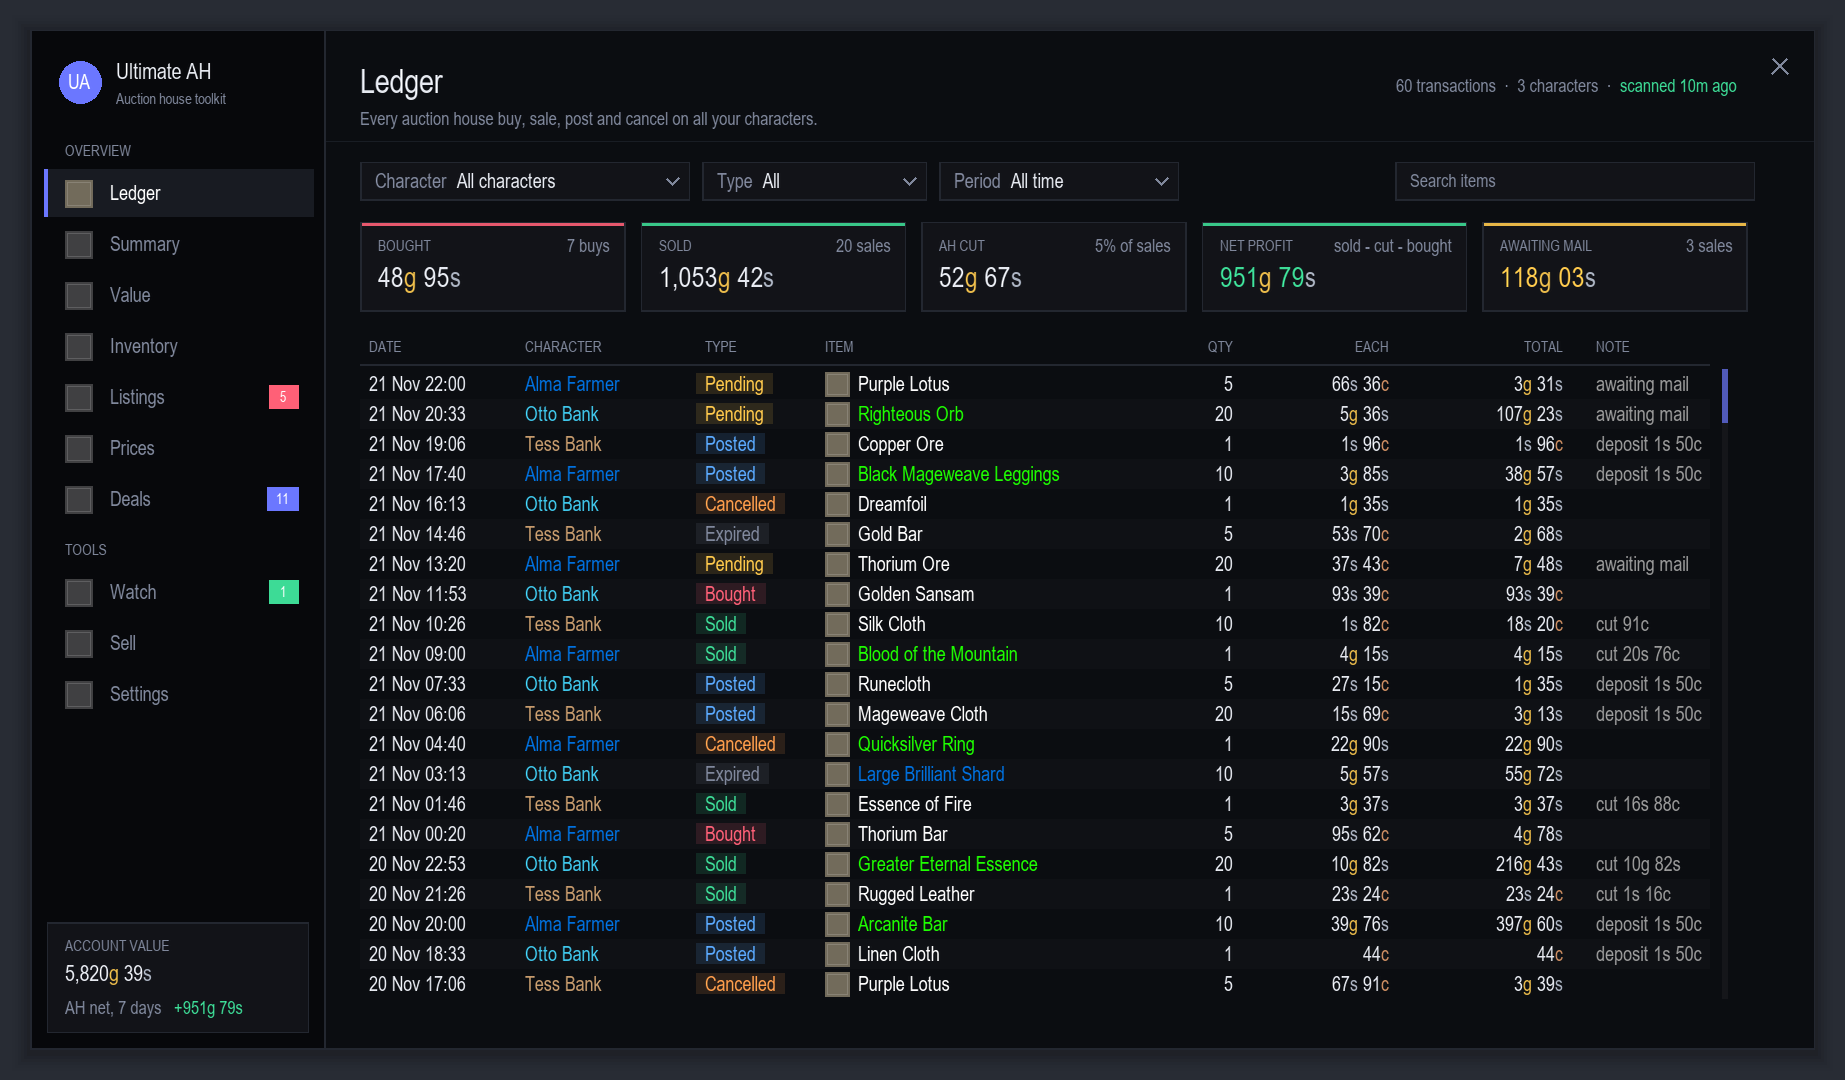 UA
Ultimate AH
Auction house toolkit
OVERVIEW
Ledger
Summary
Value
Inventory
Listings 5
Prices
Deals 11
TOOLS
Watch 1
Sell
Settings
ACCOUNT VALUE
5,820g 39s
AH net, 7 days +951g 79s
Ledger
Every auction house buy, sale, post and cancel on all your characters.
60 transactions · 3 characters · scanned 10m ago
Character All characters Type All Period All time Search items
BOUGHT 7 buys
48g 95s
SOLD 20 sales
1,053g 42s
AH CUT 5% of sales
52g 67s
NET PROFIT sold - cut - bought
951g 79s
AWAITING MAIL 3 sales
118g 03s
DATE CHARACTER TYPE ITEM QTY EACH TOTAL NOTE
21 Nov 22:00 Alma Farmer Pending Purple Lotus 5 66s 36c 3g 31s awaiting mail
21 Nov 20:33 Otto Bank Pending Righteous Orb 20 5g 36s 107g 23s awaiting mail
21 Nov 19:06 Tess Bank Posted Copper Ore 1 1s 96c 1s 96c deposit 1s 50c
21 Nov 17:40 Alma Farmer Posted Black Mageweave Leggings 10 3g 85s 38g 57s deposit 1s 50c
21 Nov 16:13 Otto Bank Cancelled Dreamfoil 1 1g 35s 1g 35s
21 Nov 14:46 Tess Bank Expired Gold Bar 5 53s 70c 2g 68s
21 Nov 13:20 Alma Farmer Pending Thorium Ore 20 37s 43c 7g 48s awaiting mail
21 Nov 11:53 Otto Bank Bought Golden Sansam 1 93s 39c 93s 39c
21 Nov 10:26 Tess Bank Sold Silk Cloth 10 1s 82c 18s 20c cut 91c
21 Nov 09:00 Alma Farmer Sold Blood of the Mountain 1 4g 15s 4g 15s cut 20s 76c
21 Nov 07:33 Otto Bank Posted Runecloth 5 27s 15c 1g 35s deposit 1s 50c
21 Nov 06:06 Tess Bank Posted Mageweave Cloth 20 15s 69c 3g 13s deposit 1s 50c
21 Nov 04:40 Alma Farmer Cancelled Quicksilver Ring 1 22g 90s 22g 90s
21 Nov 03:13 Otto Bank Expired Large Brilliant Shard 10 5g 57s 55g 72s
21 Nov 01:46 Tess Bank Sold Essence of Fire 1 3g 37s 3g 37s cut 16s 88c
21 Nov 00:20 Alma Farmer Bought Thorium Bar 5 95s 62c 4g 78s
20 Nov 22:53 Otto Bank Sold Greater Eternal Essence 20 10g 82s 216g 43s cut 10g 82s
20 Nov 21:26 Tess Bank Sold Rugged Leather 1 23s 24c 23s 24c cut 1s 16c
20 Nov 20:00 Alma Farmer Posted Arcanite Bar 10 39g 76s 397g 60s deposit 1s 50c
20 Nov 18:33 Otto Bank Posted Linen Cloth 1 44c 44c deposit 1s 50c
20 Nov 17:06 Tess Bank Cancelled Purple Lotus 5 67s 91c 3g 39s